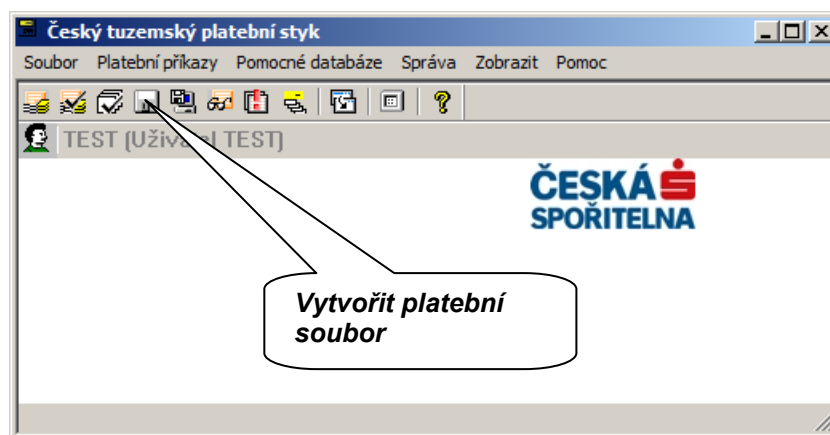 Český tuzemský platební styk
Soubor Platební příkazy Pomocné databáze Správa Zobrazit Pomoc
TEST (Uživatel TEST)
ČESKÁ
SPOŘITELNA
Vytvořit platební
soubor